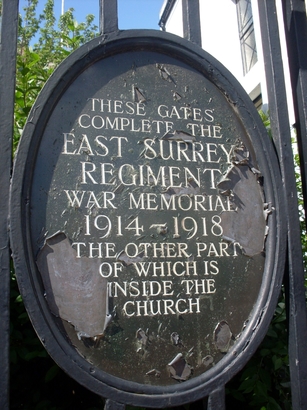 THESE GATES
COMPLETE THE
EAST SURREY
REGIMENT
WAR MEMORIAL
1914-1918
THE OTHER PART
OF WHICH IS
INSIDE THE
CHURCH